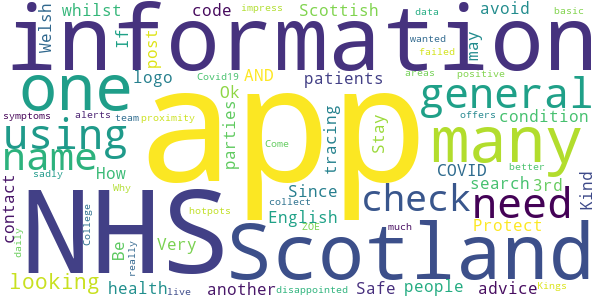 impress
whilst
code
Scottish
avoid
data
basic
Welsh
If
post
wanted
failed
may
information
one
logo
Covid19
AND
patients
areas
positive
app
general
Ok
parties
Stay
symptoms
alerts
team
proximity
tracing
offers
condition
using
many
name
Come
COVID
better
sadly
How
Why
Since
search
3rd
Kind
contact
NHS
check
need
hotpots
collect
English
Protect
daily
College
Be
really
Very
ZOE
much
Scotland
looking
health
live
another
disappointed
Safe
people
advice
Kings